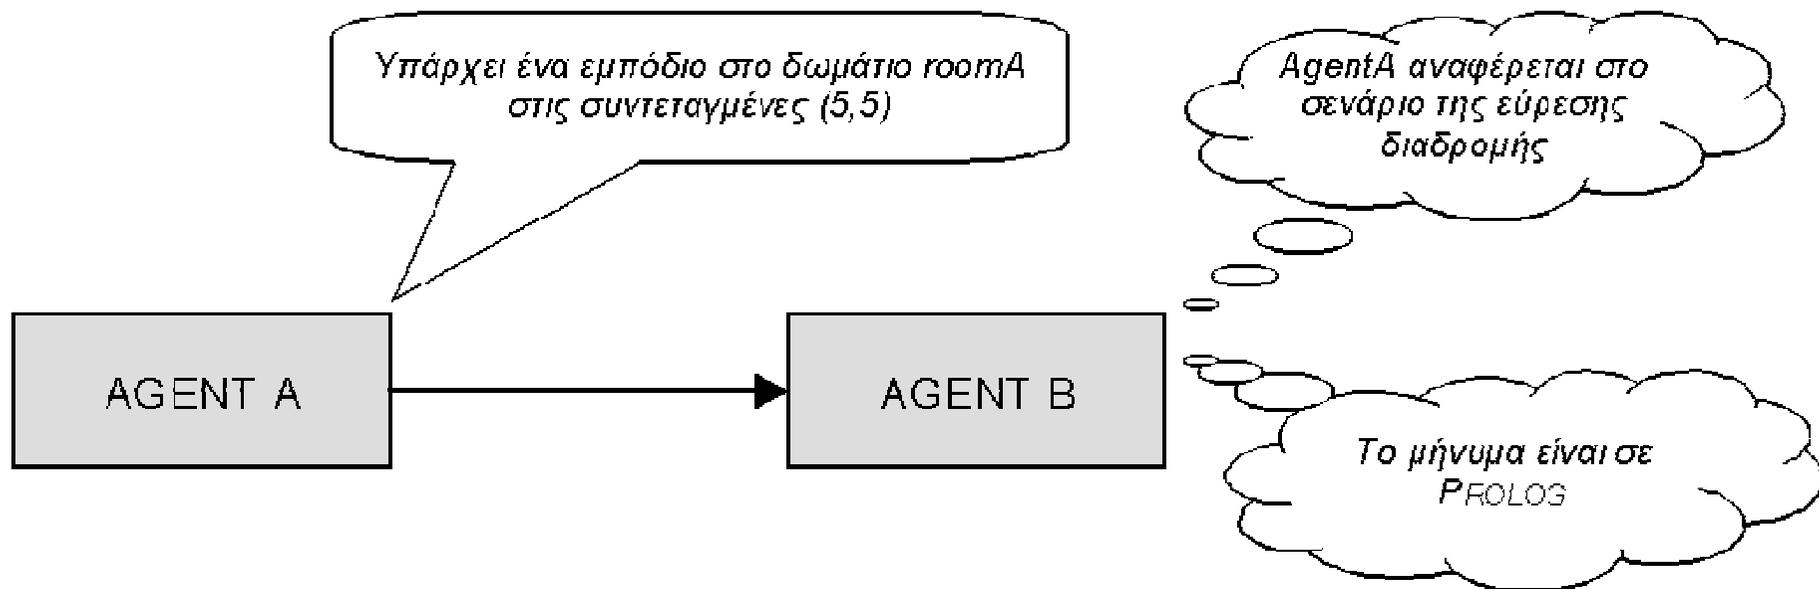 Υπάρχει ένα εμπόδιο στο δωμάτιο roomA
στις συντεταγμένες (5,5)
AgentA αναφέρεται στο
σενάριο της εύρεσης
διαδρομής
AGENT A
AGENT B
Το μήνυμα είναι σε
PROLOG